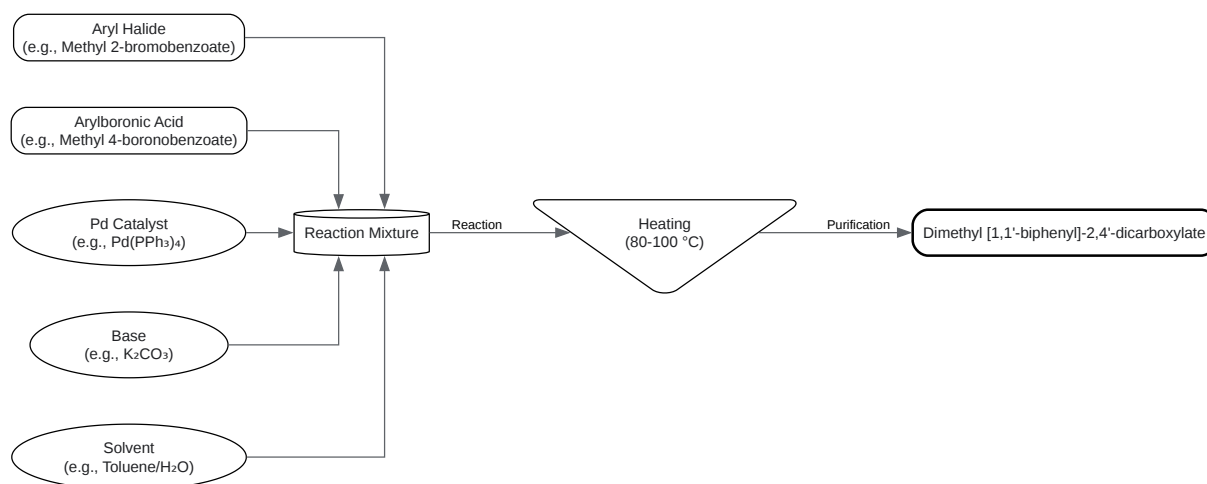 Aryl Halide
(e.g., Methyl 2-bromobenzoate)
Arylboronic Acid
(e.g., Methyl 4-boronobenzoate)
Pd Catalyst
(e.g., Pd(PPh₃)₄)
Base
(e.g., K₂CO₃)
Solvent
(e.g., Toluene/H₂O)
Reaction Mixture
Reaction
Heating
(80-100 °C)
Purification
Dimethyl [1,1'-biphenyl]-2,4'-dicarboxylate